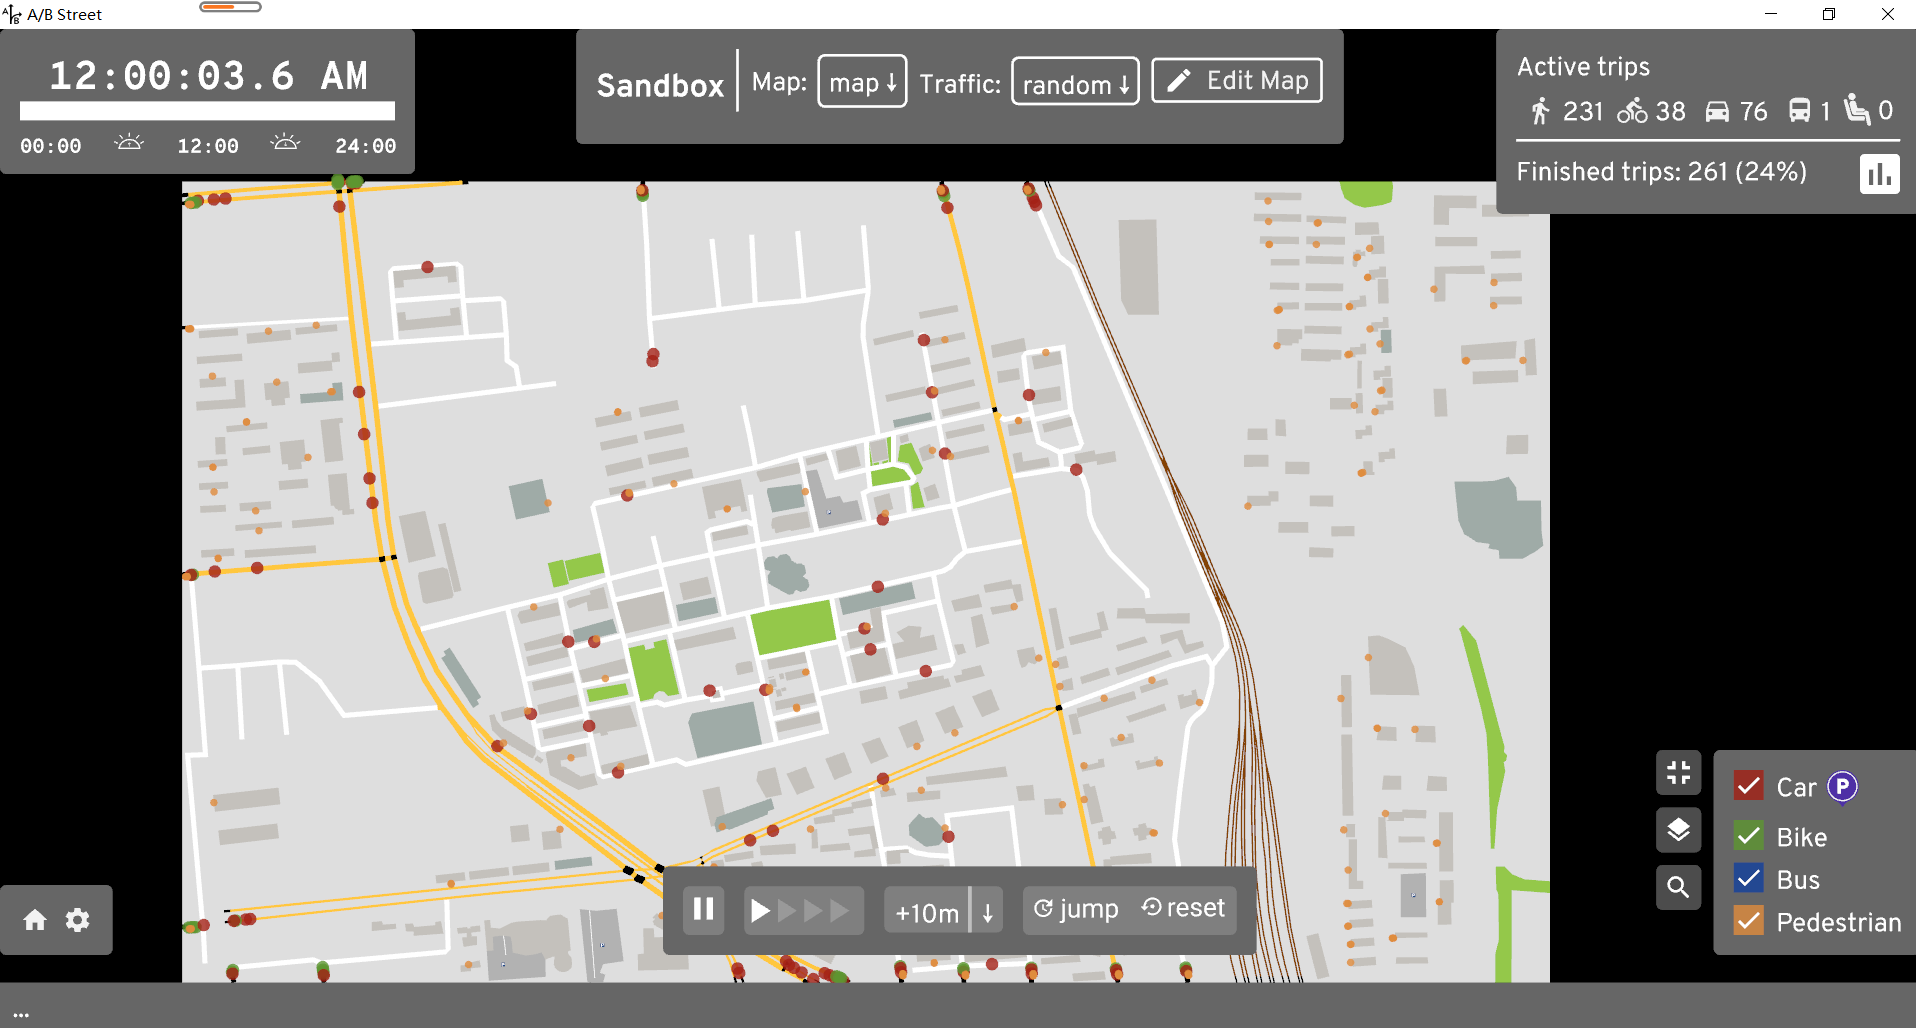 A/B Street
12:00:03.6 AM
00:00 12:00 24:00
Sandbox Map: map ↓ Traffic: random ↓ Edit Map
Active trips
231 38 76 1 0
Finished trips: 261 (24%)
Car P
Bike
Bus
Pedestrian
+10m ↓ jump reset
...